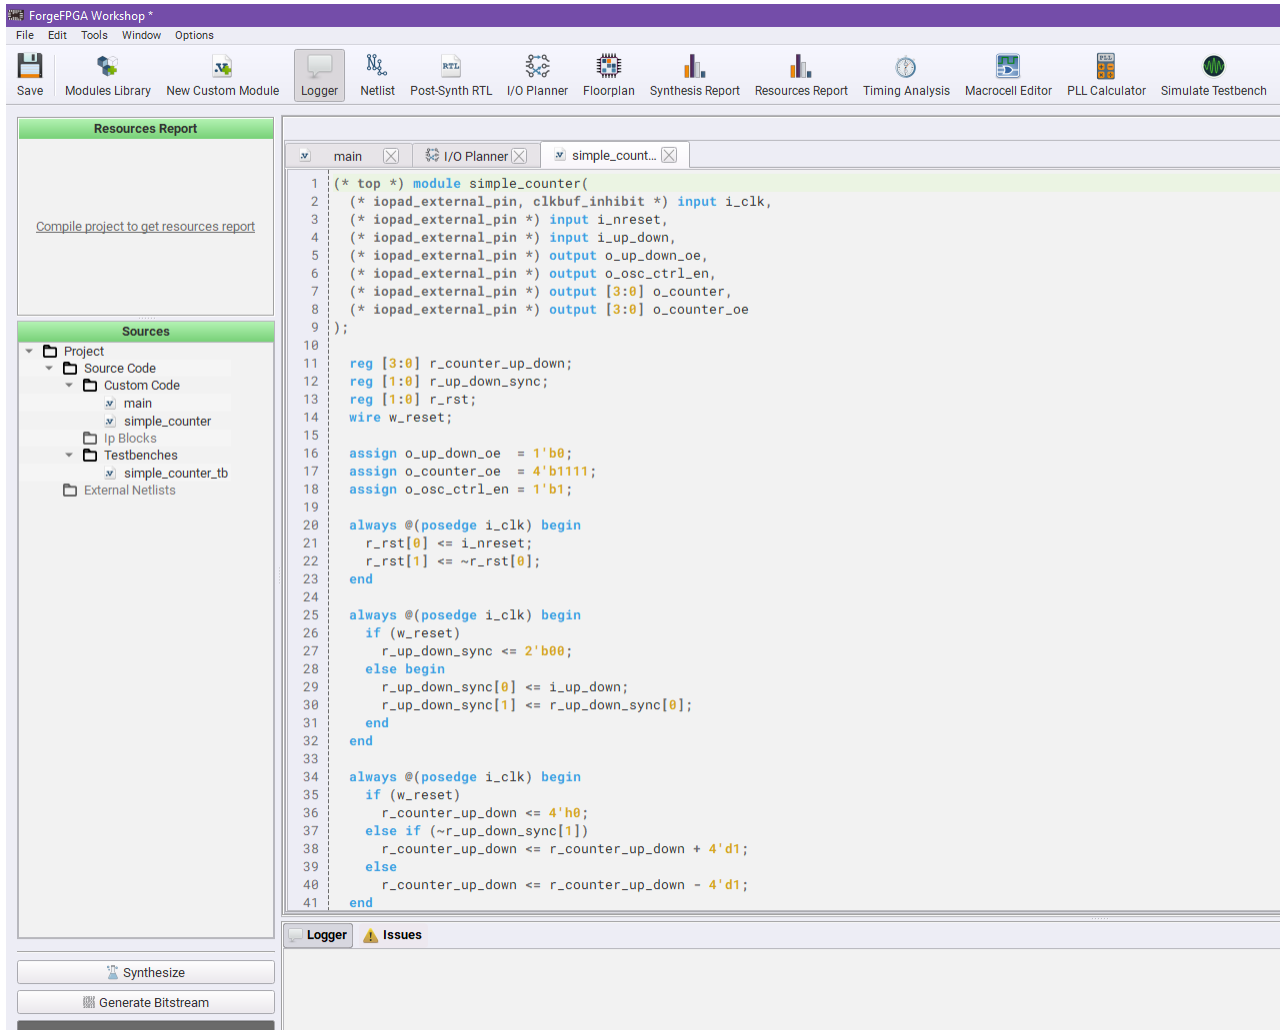 ForgeFPGA Workshop *
File Edit Tools Window Options
Save Modules Library New Custom Module Logger Netlist Post-Synth RTL I/O Planner Floorplan Synthesis Report Resources Report Timing Analysis Macrocell Editor PLL Calculator Simulate Testbench
Resources Report
Compile project to get resources report
Sources
Project
Source Code
Custom Code
main
simple_counter
Ip Blocks
Testbenches
simple_counter_tb
External Netlists
Synthesize
Generate Bitstream
main I/O Planner simple_count...
1 (* top *) module simple_counter(
2 (* iopad_external_pin, clkbuf_inhibit *) input i_clk,
3 (* iopad_external_pin *) input i_nreset,
4 (* iopad_external_pin *) input i_up_down,
5 (* iopad_external_pin *) output o_up_down_oe,
6 (* iopad_external_pin *) output o_osc_ctrl_en,
7 (* iopad_external_pin *) output [3:0] o_counter,
8 (* iopad_external_pin *) output [3:0] o_counter_oe
9 );
10
11 reg [3:0] r_counter_up_down;
12 reg [1:0] r_up_down_sync;
13 reg [1:0] r_rst;
14 wire w_reset;
15
16 assign o_up_down_oe = 1'b0;
17 assign o_counter_oe = 4'b1111;
18 assign o_osc_ctrl_en = 1'b1;
19
20 always @(posedge i_clk) begin
21 r_rst[0] <= i_nreset;
22 r_rst[1] <= ~r_rst[0];
23 end
24
25 always @(posedge i_clk) begin
26 if (w_reset)
27 r_up_down_sync <= 2'b00;
28 else begin
29 r_up_down_sync[0] <= i_up_down;
30 r_up_down_sync[1] <= r_up_down_sync[0];
31 end
32 end
33
34 always @(posedge i_clk) begin
35 if (w_reset)
36 r_counter_up_down <= 4'h0;
37 else if (~r_up_down_sync[1])
38 r_counter_up_down <= r_counter_up_down + 4'd1;
39 else
40 r_counter_up_down <= r_counter_up_down - 4'd1;
41 end
Logger Issues